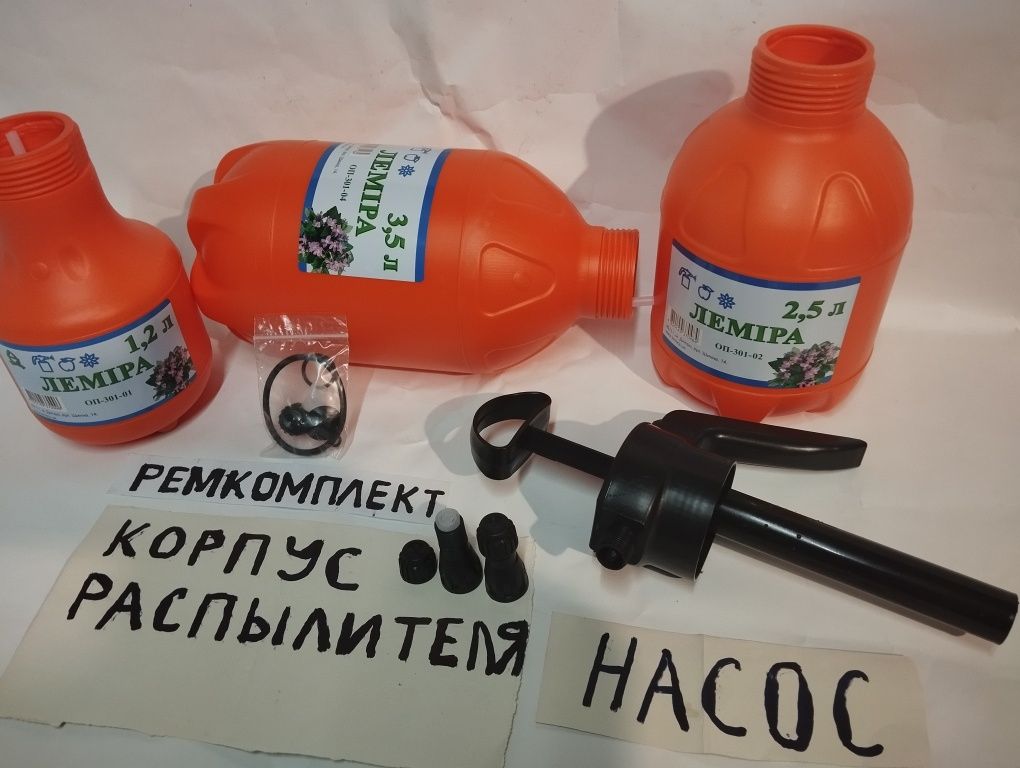 1,2 л
ЛЕМІРА
ОП-301-01
ЛЕМІРА
3,5 л
ОП-301-04
2,5 л
ЛЕМІРА
ОП-301-02
РЕМКОМПЛЕКТ
КОРПУС
РАСПЫЛИТЕЛЯ
НАСОС